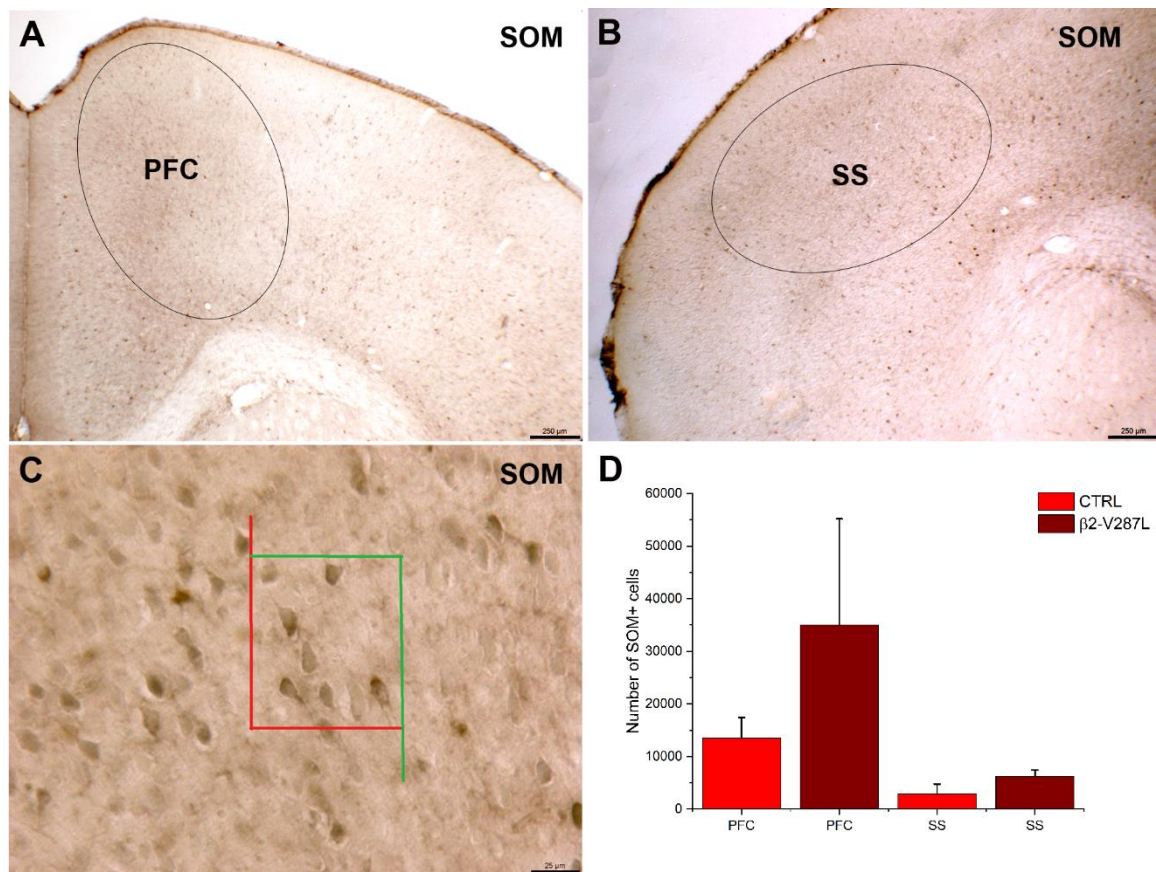 A
SOM
PFC
250 µm
B
SOM
SS
250 µm
C
SOM
25 µm
D
CTRL
β2-V287L
Number of SOM+ cells
60000
50000
40000
30000
20000
10000
0
PFC
PFC
SS
SS